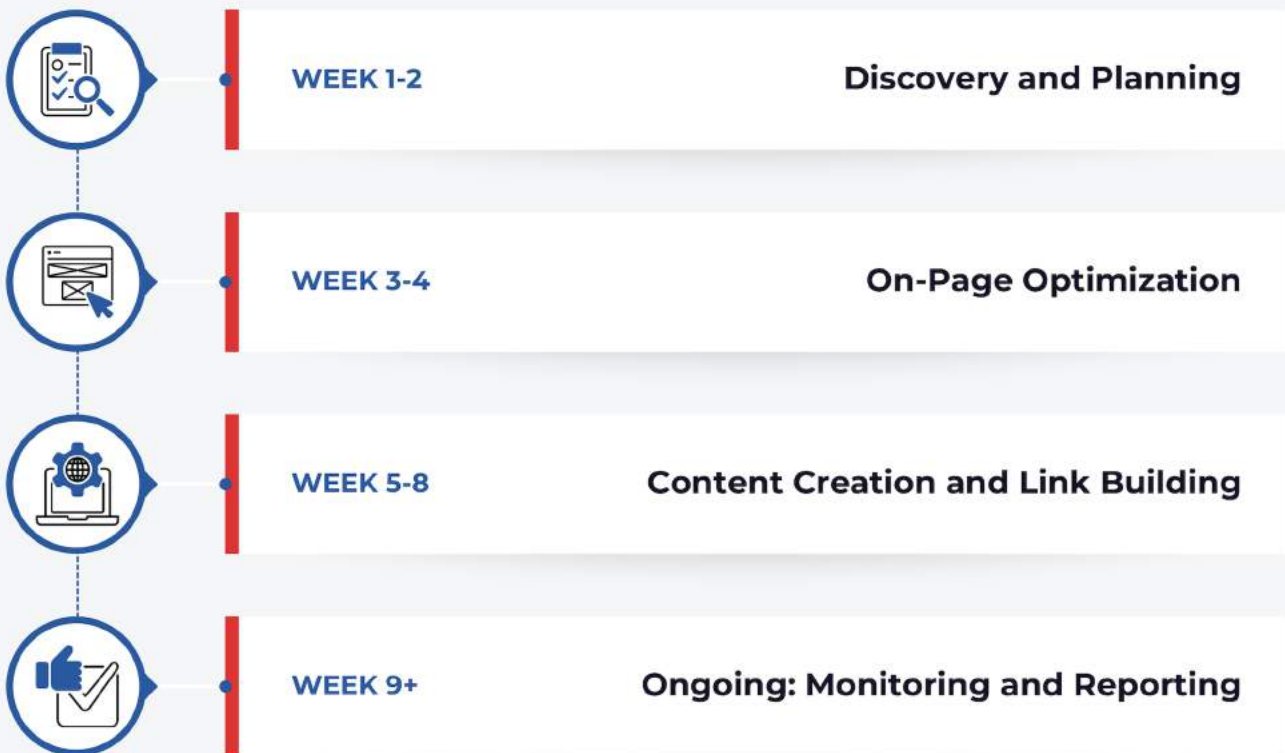 WEEK 1-2
Discovery and Planning
WEEK 3-4
On-Page Optimization
WEEK 5-8
Content Creation and Link Building
WEEK 9+
Ongoing: Monitoring and Reporting